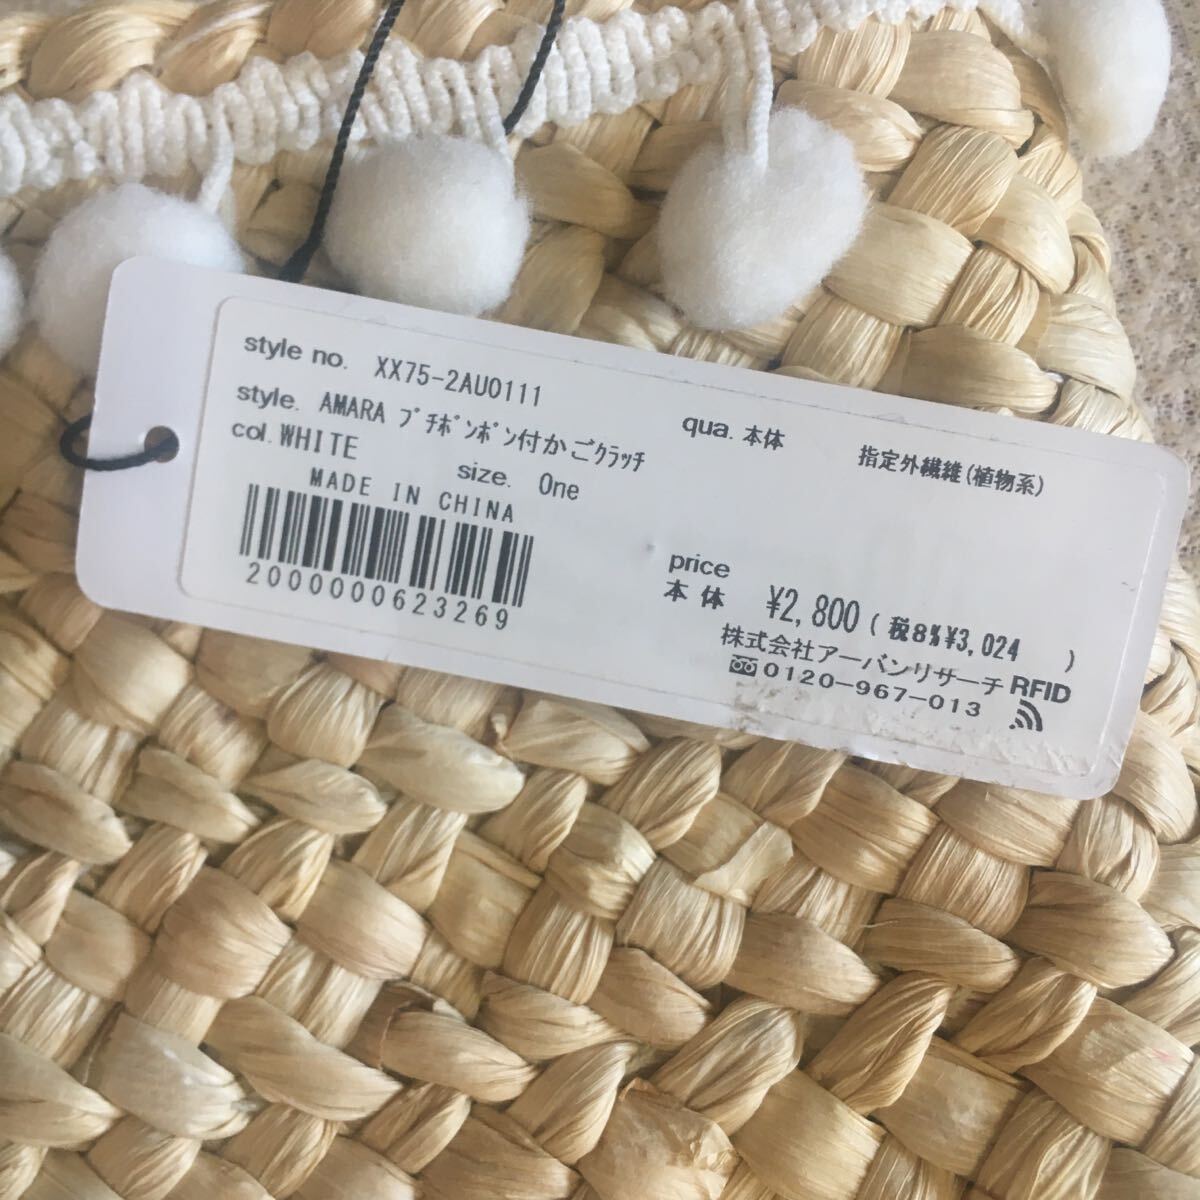 style no. XX75-2AU0111
style. AMARA ﾌﾟﾁﾎﾟﾝﾎﾟﾝ付かごｸﾗｯﾁ
col. WHITE
size. One
MADE IN CHINA
2000000623269
qua. 本体 指定外繊維(植物系)
price
本体 ¥2,800 ( 税8%¥3,024 )
株式会社アーバンリサーチ RFID
0120-967-013